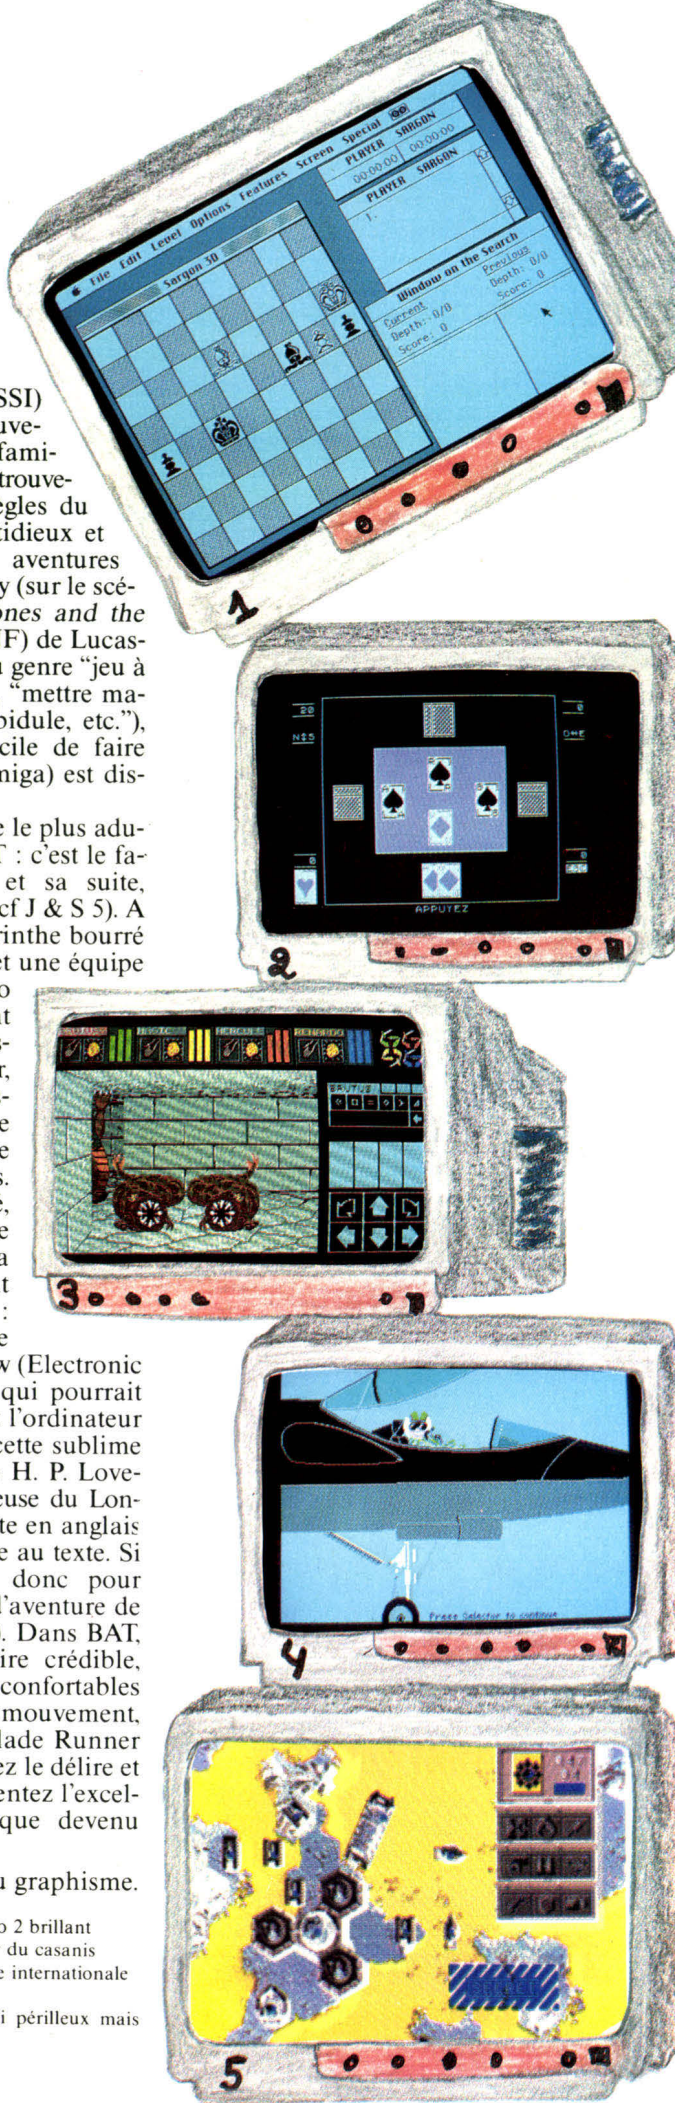 File Edit Level Options Features Screen Special
Sargon 3D
PLAYER SARGON
00:00:00 00:00:00
PLAYER SARGON
1.
Window on the Search
Current Previous
Depth: 0/0 Depth: 0/0
Score: 0 Score: 0
1
SSI)
uve-
fami-
trouve-
ègles du
tidieux et
aventures
y (sur le scé-
ones and the
F) de Lucas-
u genre “jeu à
“mettre ma-
bidule, etc.”),
cile de faire
miga) est dis-
20
N$5
0
O=E
0
0
ESC
APPUYEZ
2
e le plus adu-
T : c'est le fa-
et sa suite,
cf J & S 5). A
rinthe bourré
et une équipe
o
nt
s-
r,
-
e
e
s.
é,
e
a
t
:
e
BRUTUS
3
w (Electronic
qui pourrait
l'ordinateur
cette sublime
H. P. Love-
euse du Lon-
te en anglais
e au texte. Si
donc pour
l'aventure de
). Dans BAT,
ire crédible,
confortables
mouvement,
lade Runner
ez le délire et
entez l'excel-
que devenu
Press Selector to continue
4
u graphisme.
o 2 brillant
du casanis
e internationale
i périlleux mais
5